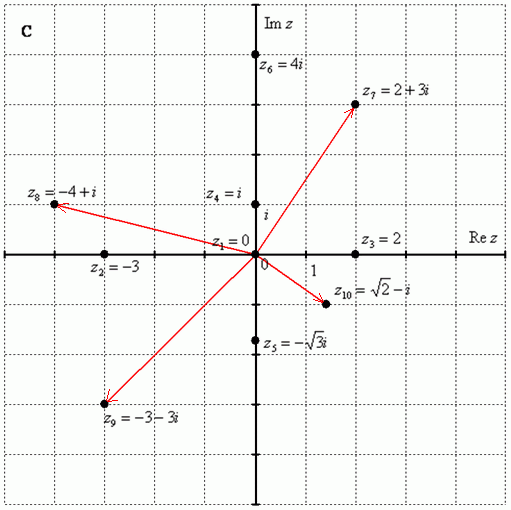 C
Im z
z₆ = 4i
z₇ = 2 + 3i
z₈ = −4 + i
z₄ = i
i
z₁ = 0
z₃ = 2
Re z
z₂ = −3
0
1
z₁₀ = √2 − i
z₅ = −√3i
z₉ = −3 − 3i